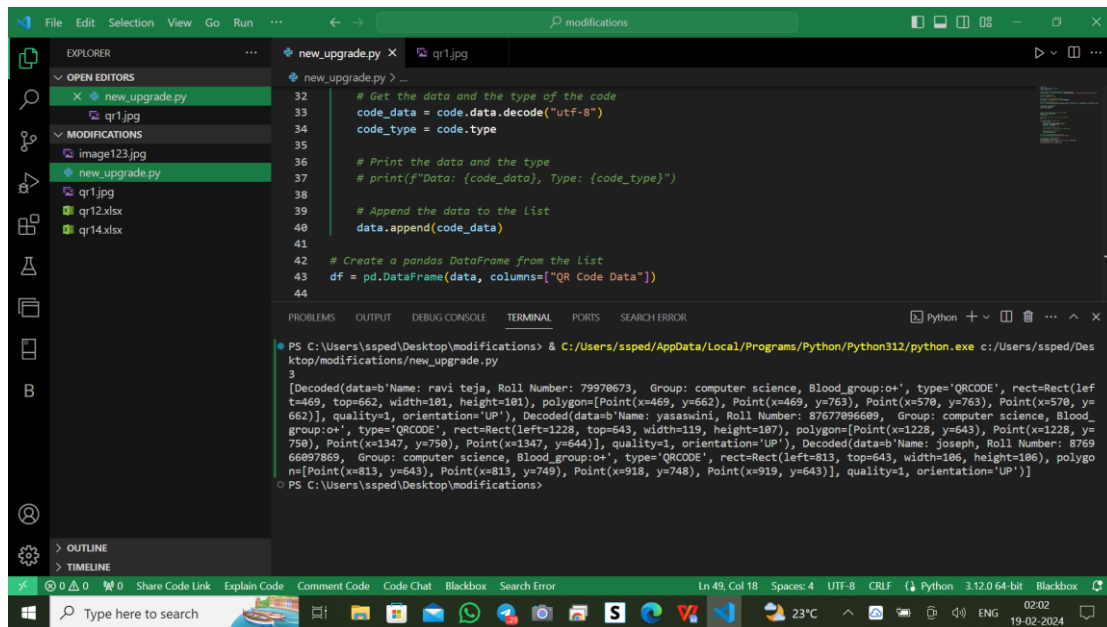 File Edit Selection View Go Run ··· modifications
EXPLORER ···
OPEN EDITORS
new_upgrade.py
qr1.jpg
MODIFICATIONS
image123.jpg
new_upgrade.py
qr1.jpg
qr12.xlsx
qr14.xlsx
OUTLINE
TIMELINE
new_upgrade.py qr1.jpg
new_upgrade.py > ...
32 # Get the data and the type of the code
33 code_data = code.data.decode("utf-8")
34 code_type = code.type
35
36 # Print the data and the type
37 # print(f"Data: {code_data}, Type: {code_type}")
38
39 # Append the data to the list
40 data.append(code_data)
41
42 # Create a pandas DataFrame from the list
43 df = pd.DataFrame(data, columns=["QR Code Data"])
44
PROBLEMS OUTPUT DEBUG CONSOLE TERMINAL PORTS SEARCH ERROR Python
PS C:\Users\ssped\Desktop\modifications> & C:/Users/ssped/AppData/Local/Programs/Python/Python312/python.exe c:/Users/ssped/Des
ktop/modifications/new_upgrade.py
3
[Decoded(data=b'Name: ravi teja, Roll Number: 79970673,  Group: computer science, Blood_group:o+', type='QRCODE', rect=Rect(lef
t=469, top=662, width=101, height=101), polygon=[Point(x=469, y=662), Point(x=469, y=763), Point(x=570, y=763), Point(x=570, y=
662)], quality=1, orientation='UP'), Decoded(data=b'Name: yasaswini, Roll Number: 87677096609,  Group: computer science, Blood_
group:o+', type='QRCODE', rect=Rect(left=1228, top=643, width=119, height=107), polygon=[Point(x=1228, y=643), Point(x=1228, y=
750), Point(x=1347, y=750), Point(x=1347, y=644)], quality=1, orientation='UP'), Decoded(data=b'Name: joseph, Roll Number: 8769
66097869,  Group: computer science, Blood_group:o+', type='QRCODE', rect=Rect(left=813, top=643, width=106, height=106), polygo
n=[Point(x=813, y=643), Point(x=813, y=749), Point(x=918, y=748), Point(x=919, y=643)], quality=1, orientation='UP')]
PS C:\Users\ssped\Desktop\modifications>
B
0 0 0 Share Code Link Explain Code Comment Code Code Chat Blackbox Search Error Ln 49, Col 18 Spaces: 4 UTF-8 CRLF Python 3.12.0 64-bit Blackbox
Type here to search S 23°C ENG 02:02
19-02-2024